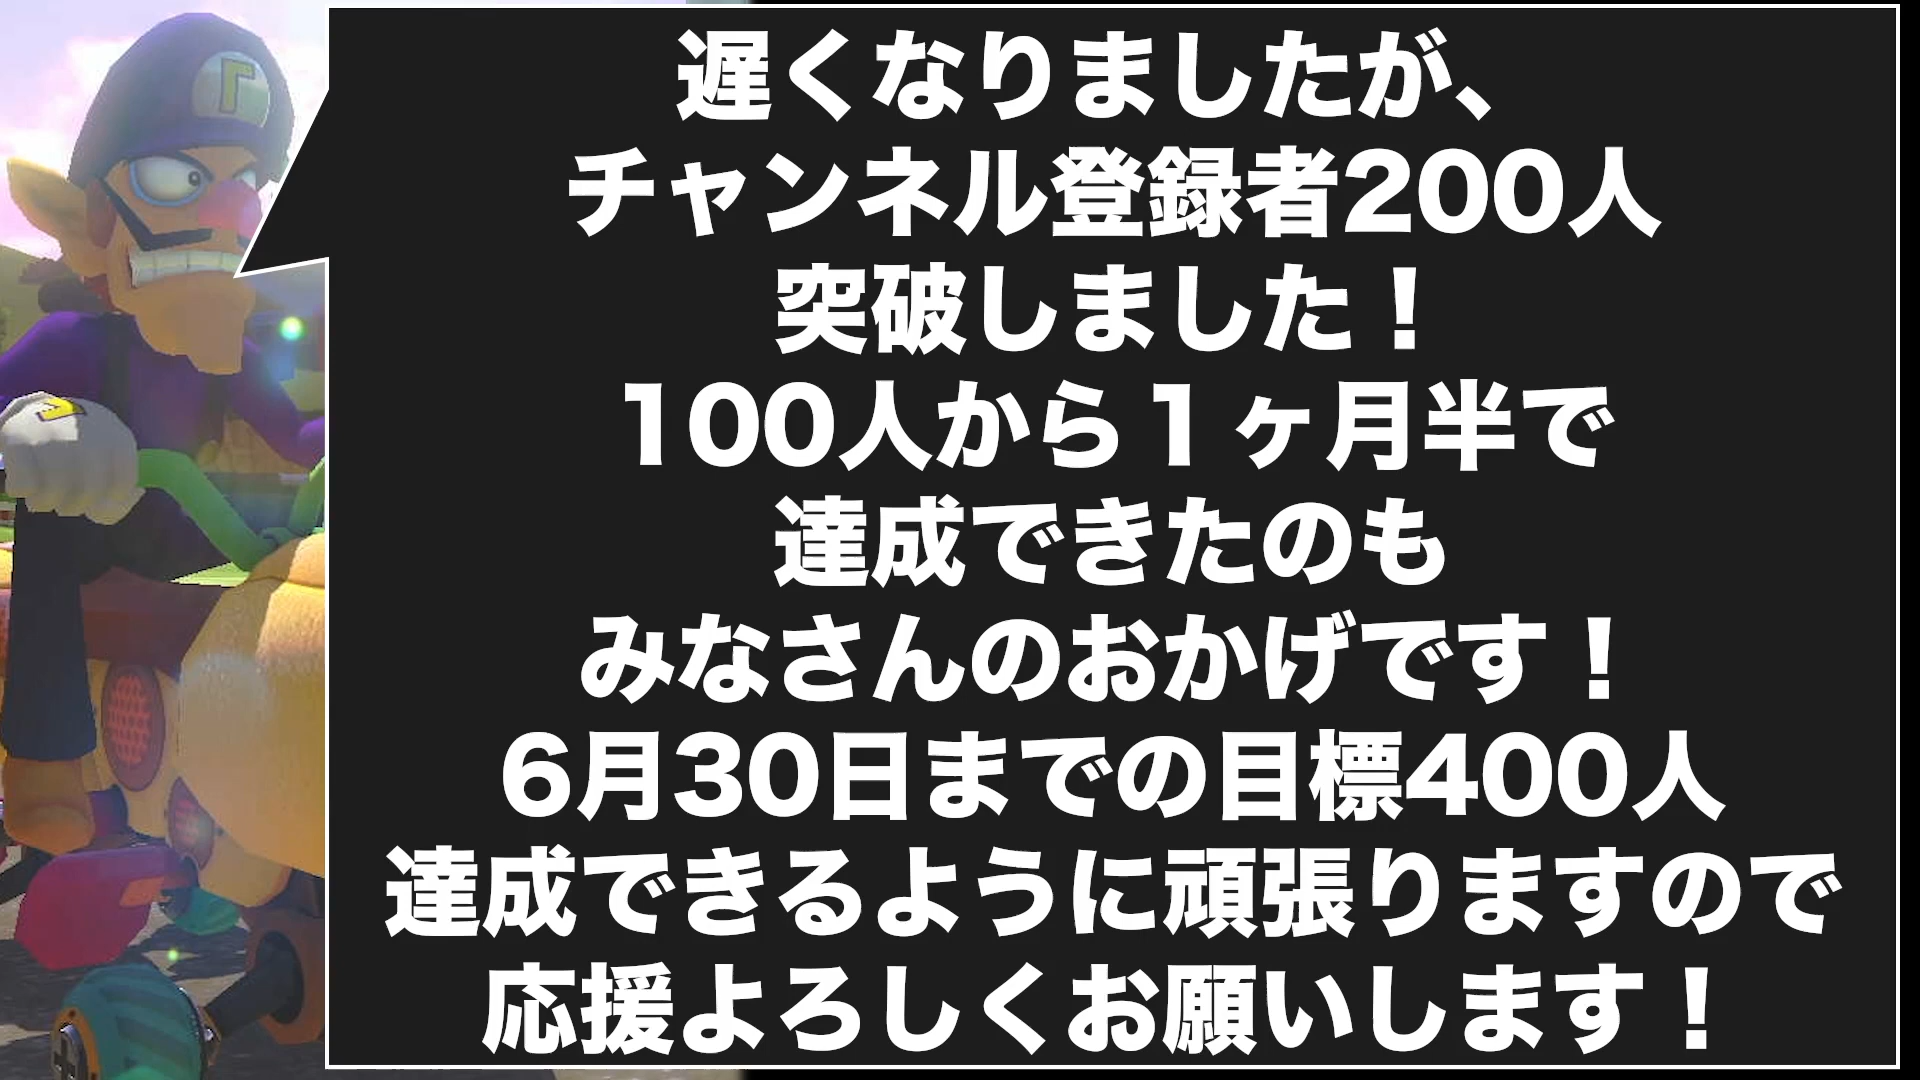 遅くなりましたが、
チャンネル登録者200人
突破しました！
100人から１ヶ月半で
達成できたのも
みなさんのおかげです！
6月30日までの目標400人
達成できるように頑張りますので
応援よろしくお願いします！